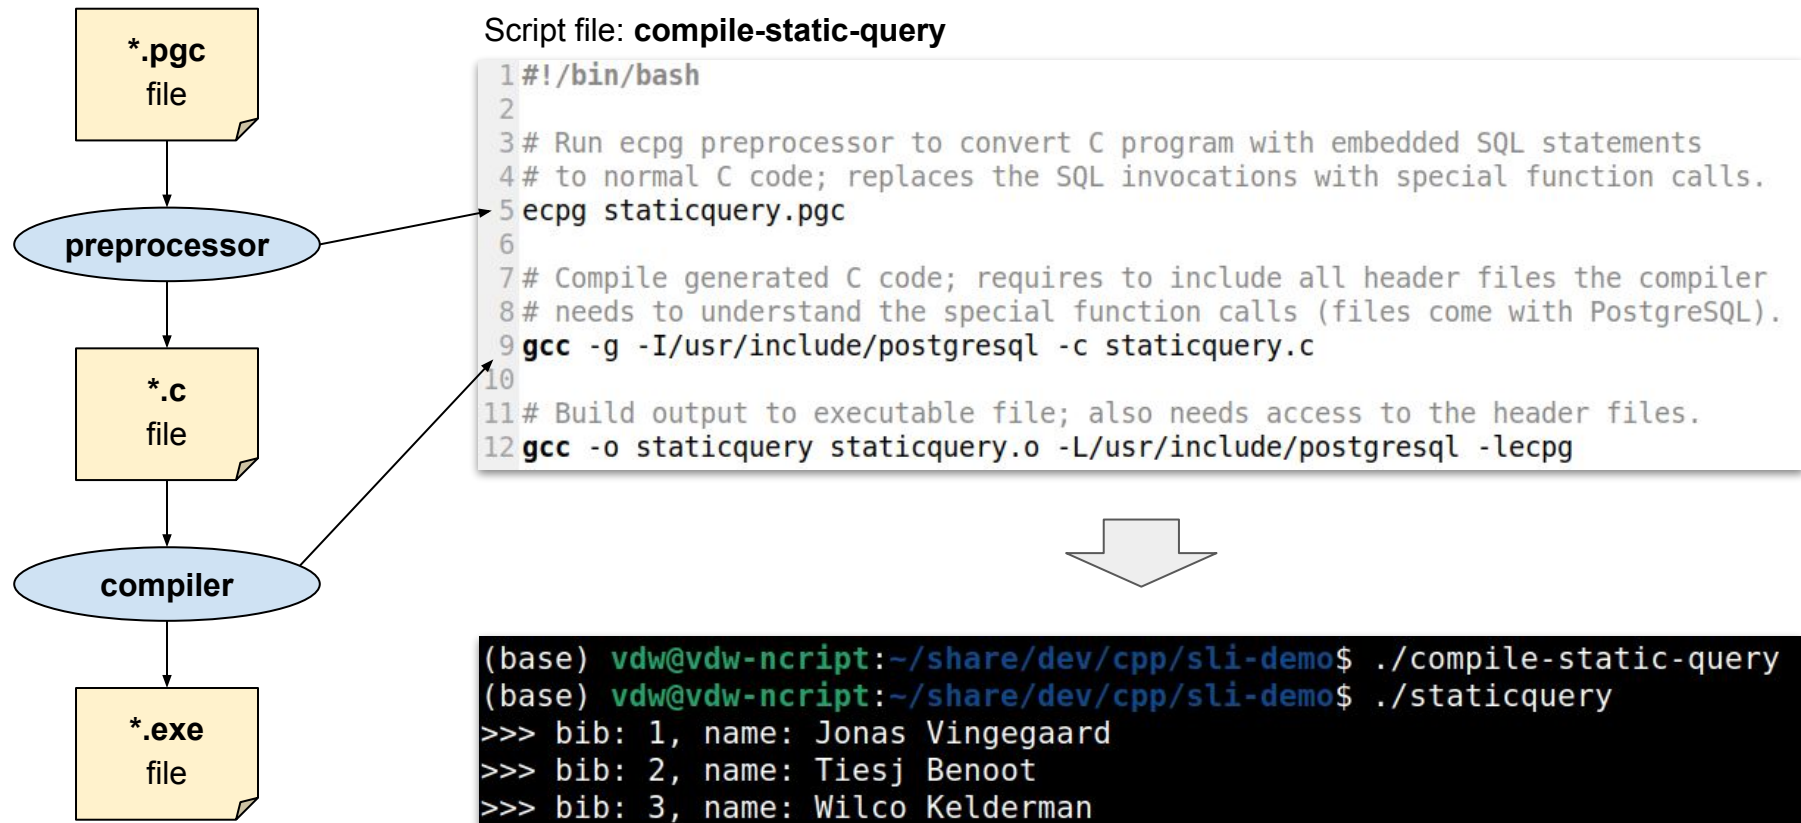 *.pgc
file
preprocessor
*.c
file
compiler
*.exe
file
Script file: compile-static-query
1 #!/bin/bash
2
3 # Run ecpg preprocessor to convert C program with embedded SQL statements
4 # to normal C code; replaces the SQL invocations with special function calls.
5 ecpg staticquery.pgc
6
7 # Compile generated C code; requires to include all header files the compiler
8 # needs to understand the special function calls (files come with PostgreSQL).
9 gcc -g -I/usr/include/postgresql -c staticquery.c
10
11 # Build output to executable file; also needs access to the header files.
12 gcc -o staticquery staticquery.o -L/usr/include/postgresql -lecpg
(base) vdw@vdw-ncript:~/share/dev/cpp/sli-demo$ ./compile-static-query
(base) vdw@vdw-ncript:~/share/dev/cpp/sli-demo$ ./staticquery
>>> bib: 1, name: Jonas Vingegaard
>>> bib: 2, name: Tiesj Benoot
>>> bib: 3, name: Wilco Kelderman